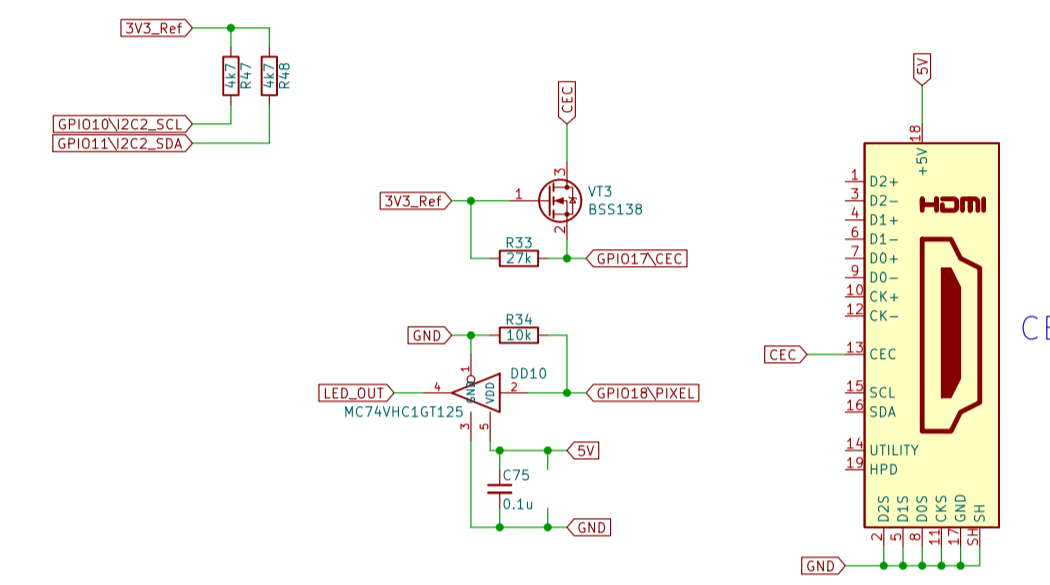 3V3_Ref
4k7
R47
4k7
R48
GPIO10\I2C2_SCL
GPIO11\I2C2_SDA
CEC
3
3V3_Ref
1
VT3
BSS138
2
R33
27k
GPIO17\CEC
R34
10k
GND
1
LED_OUT
4
GND
VDD
DD10
2
GPIO18\PIXEL
MC74VHC1GT125
3
5
5V
C75
0.1u
GND
5V
18
+5V
HDMI
1 D2+
3 D2-
4 D1+
6 D1-
7 D0+
9 D0-
10 CK+
12 CK-
CEC
13 CEC
15 SCL
16 SDA
14 UTILITY
19 HPD
D2S
D1S
D0S
CKS
GND
SH
2
5
8
11
17
SH
GND